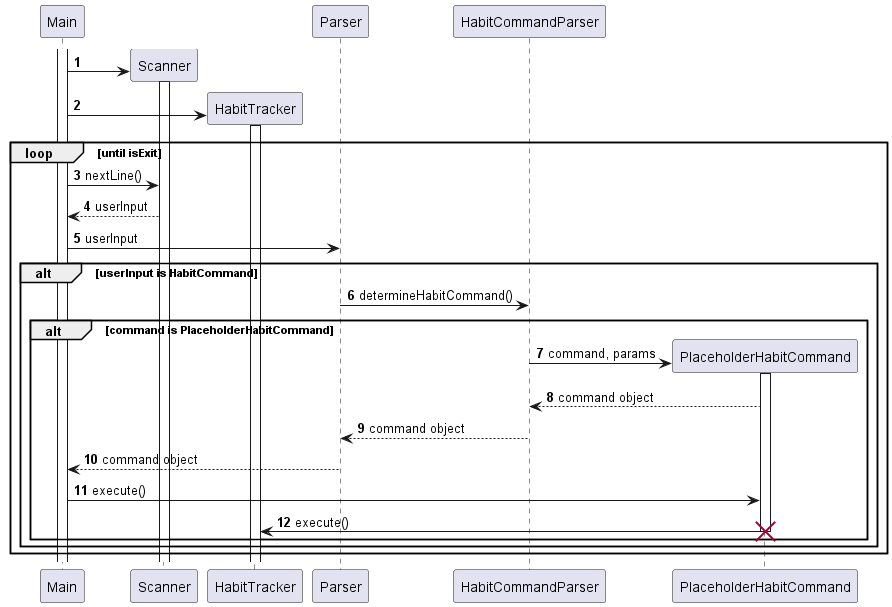 Main
Parser
HabitCommandParser
1
Scanner
2
HabitTracker
loop [until isExit]
3 nextLine()
4 userInput
5 userInput
alt [userInput is HabitCommand]
6 determineHabitCommand()
alt [command is PlaceholderHabitCommand]
7 command, params
PlaceholderHabitCommand
8 command object
9 command object
10 command object
11 execute()
12 execute()
Main
Scanner
HabitTracker
Parser
HabitCommandParser
PlaceholderHabitCommand